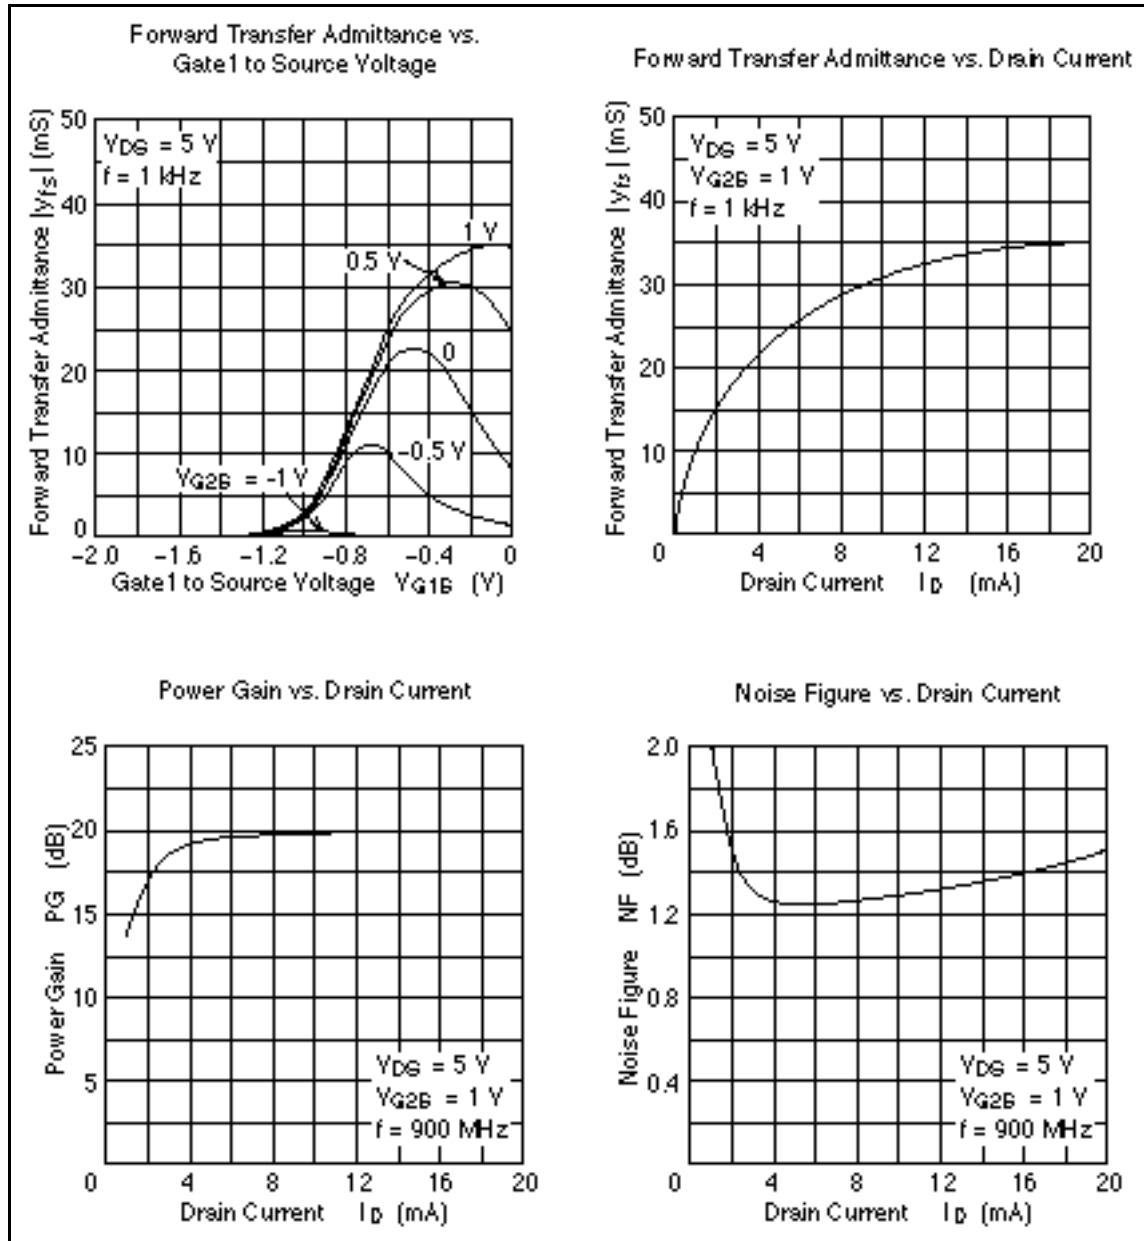 Forward Transfer Admittance vs.
Gate1 to Source Voltage
Forward Transfer Admittance |yfs| (mS)
50
40
30
20
10
0
VDS = 5 V
f = 1 kHz
1 V
0.5 V
0
-0.5 V
VG2S = -1 V
-2.0 -1.6 -1.2 -0.8 -0.4 0
Gate1 to Source Voltage VG1S (V)
Forward Transfer Admittance vs. Drain Current
Forward Transfer Admittance |yfs| (mS)
50
40
30
20
10
0
VDS = 5 V
VG2S = 1 V
f = 1 kHz
4 8 12 16 20
Drain Current ID (mA)
Power Gain vs. Drain Current
Power Gain PG (dB)
25
20
15
10
5
VDS = 5 V
VG2S = 1 V
f = 900 MHz
0 4 8 12 16 20
Drain Current ID (mA)
Noise Figure vs. Drain Current
Noise Figure NF (dB)
2.0
1.6
1.2
0.8
0.4
VDS = 5 V
VG2S = 1 V
f = 900 MHz
0 4 8 12 16 20
Drain Current ID (mA)